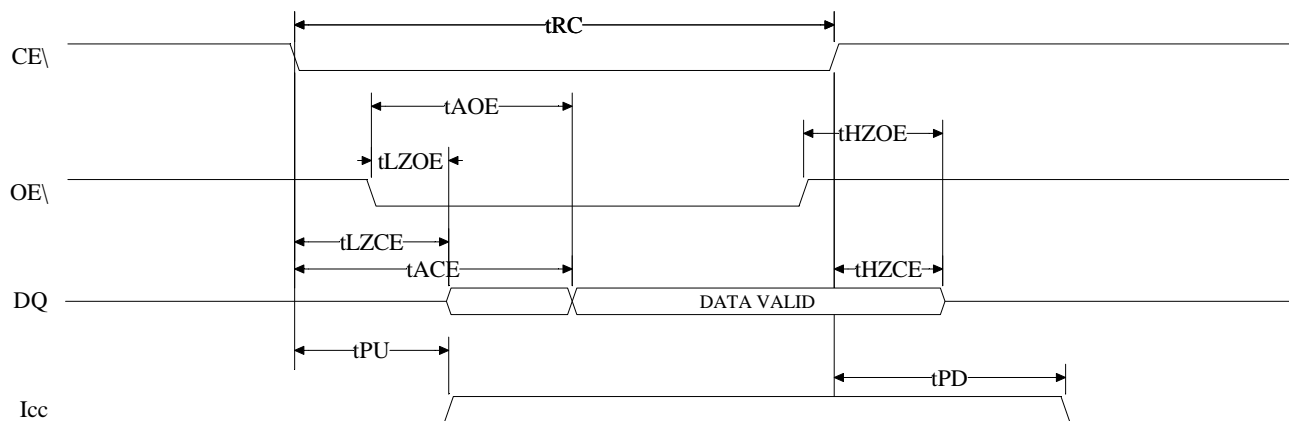 tRC
CE\
tAOE
tHZOE
tLZOE
OE\
tLZCE
tACE
tHZCE
DQ
DATA VALID
tPU
tPD
Icc